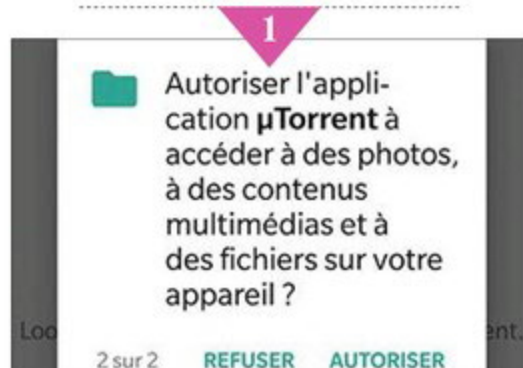 1
Autoriser l'appli-
cation µTorrent à
accéder à des photos,
à des contenus
multimédias et à
des fichiers sur votre
appareil ?
2 sur 2 REFUSER AUTORISER